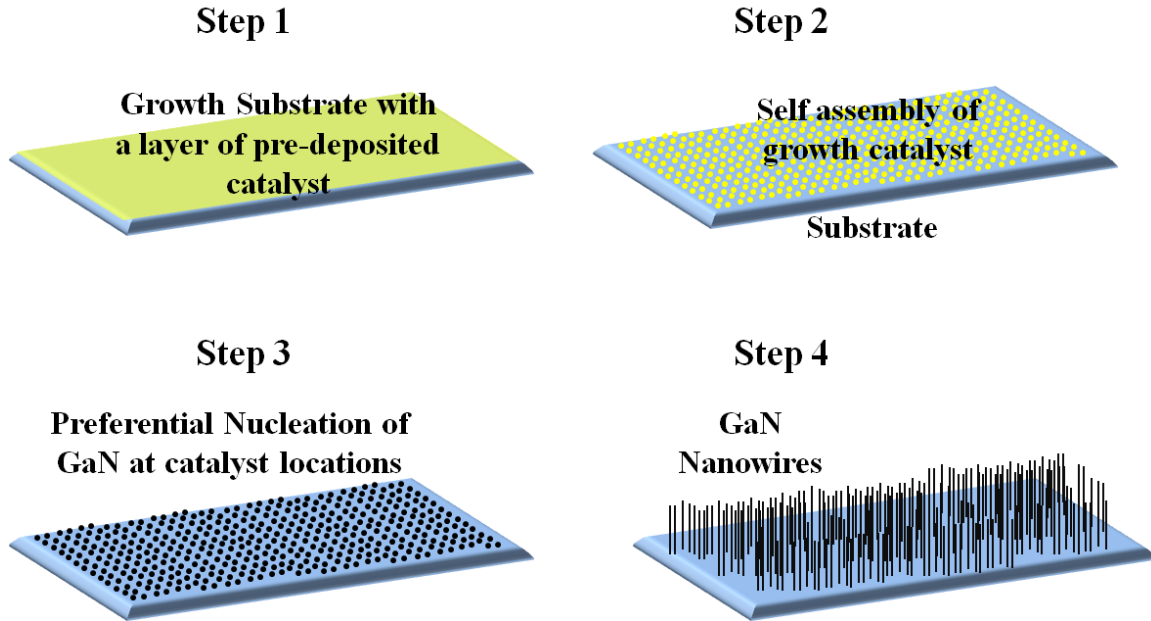 Step 1
Growth Substrate with
a layer of pre-deposited
catalyst
Step 2
Self assembly of
growth catalyst
Substrate
Step 3
Preferential Nucleation of
GaN at catalyst locations
Step 4
GaN
Nanowires